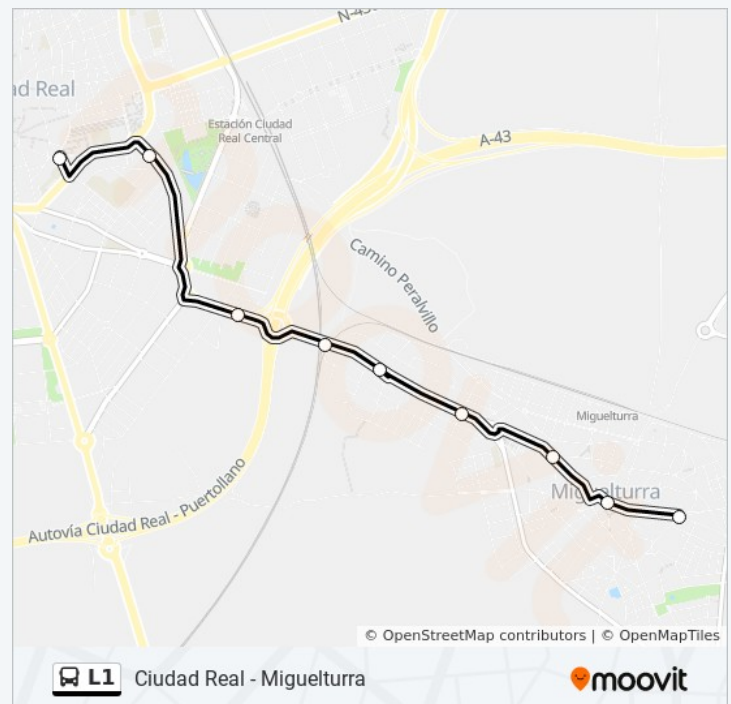 N-43
ad Real
Estación Ciudad
Real Central
A-43
Camino Peralvillo
Miguelturra
Miguelturra
Autovía Ciudad Real - Puertollano
© OpenStreetMap contributors | © OpenMapTiles
L1 Ciudad Real - Miguelturra
moovit